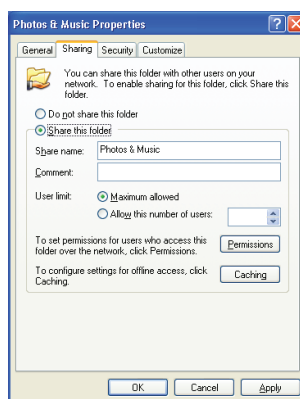 Photos & Music Properties
General Sharing Security Customize
You can share this folder with other users on your
network. To enable sharing for this folder, click Share this
folder.
Do not share this folder
Share this folder
Share name: Photos & Music
Comment:
User limit: Maximum allowed
Allow this number of users:
To set permissions for users who access this
folder over the network, click Permissions.
Permissions
To configure settings for offline access, click
Caching.
Caching
OK Cancel Apply